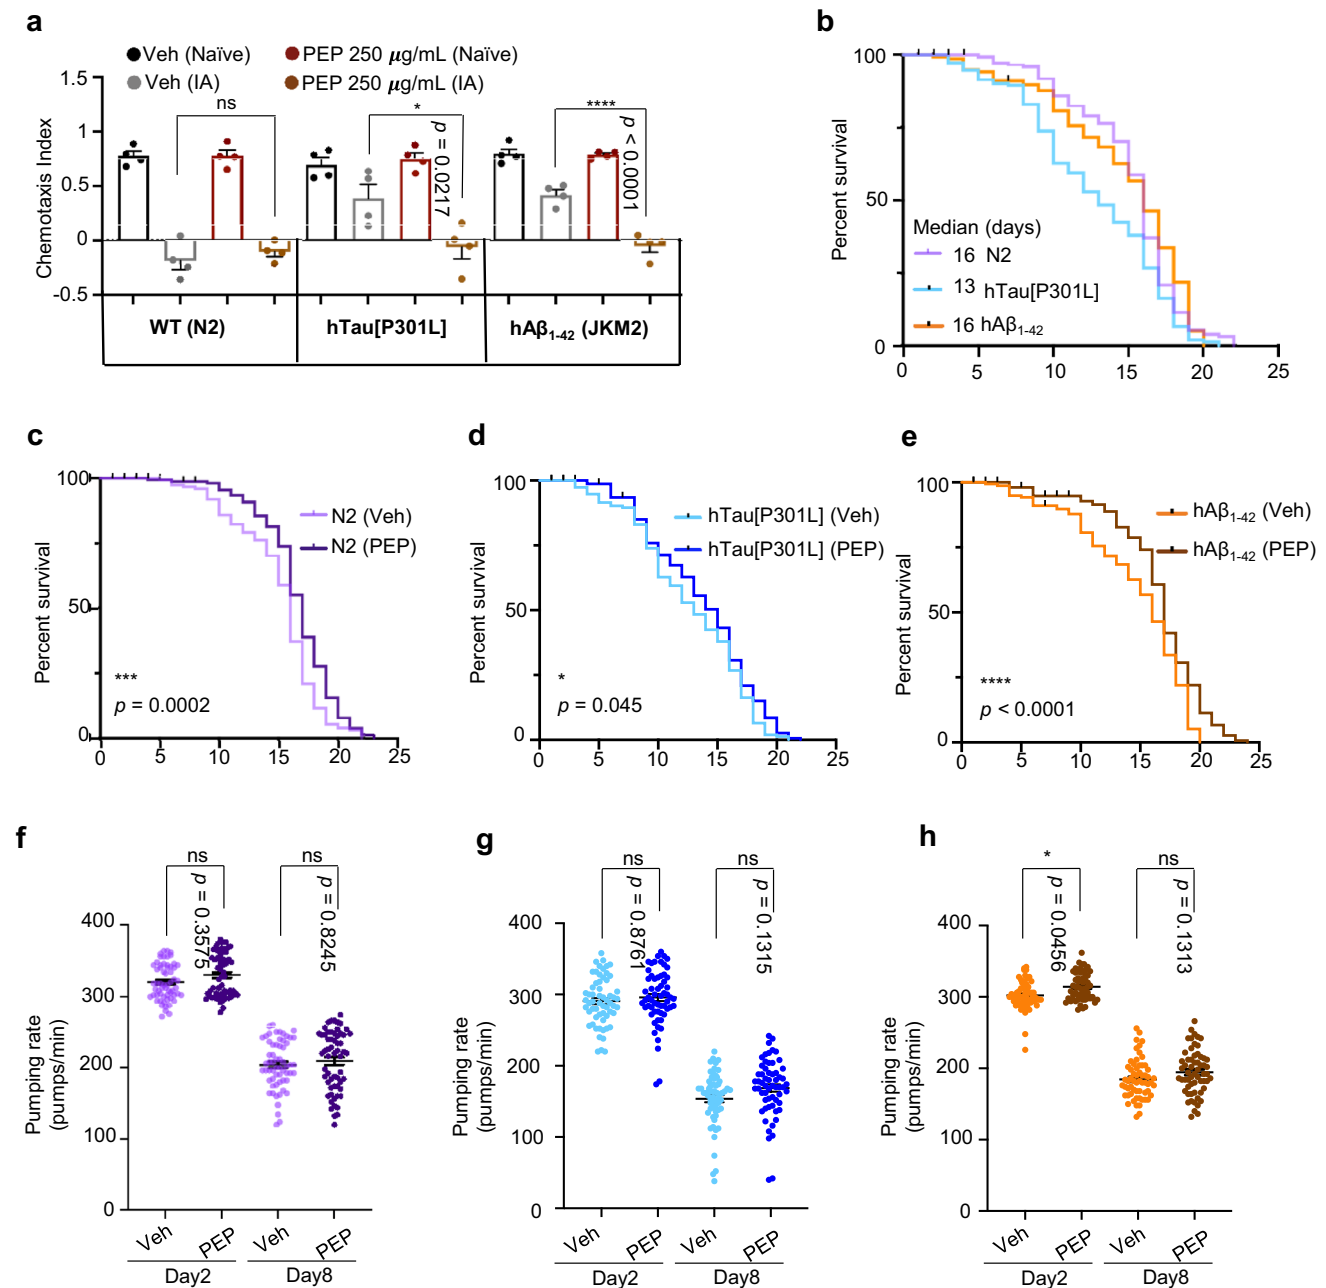 a
Veh (Naïve)
PEP 250 µg/mL (Naïve)
Veh (IA)
PEP 250 µg/mL (IA)
Chemotaxis Index
1.5
1
0.5
0
-0.5
ns
*
p = 0.0217
****
p < 0.0001
WT (N2)
hTau[P301L]
hAβ1-42 (JKM2)
b
Percent survival
100
50
0
Median (days)
16 N2
13 hTau[P301L]
16 hAβ1-42
0 5 10 15 20 25
c
Percent survival
100
50
0
N2 (Veh)
N2 (PEP)
***
p = 0.0002
0 5 10 15 20 25
d
Percent survival
100
50
0
hTau[P301L] (Veh)
hTau[P301L] (PEP)
*
p = 0.045
0 5 10 15 20 25
e
Percent survival
100
50
0
hAβ1-42 (Veh)
hAβ1-42 (PEP)
****
p < 0.0001
0 5 10 15 20 25
f
Pumping rate
(pumps/min)
400
300
200
100
0
ns
p = 0.3575
ns
p = 0.8245
Veh PEP Veh PEP
Day2 Day8
g
Pumping rate
(pumps/min)
400
300
200
100
0
ns
p = 0.8761
ns
p = 0.1315
Veh PEP Veh PEP
Day2 Day8
h
Pumping rate
(pumps/min)
400
300
200
100
0
*
p = 0.0456
ns
p = 0.1313
Veh PEP Veh PEP
Day2 Day8